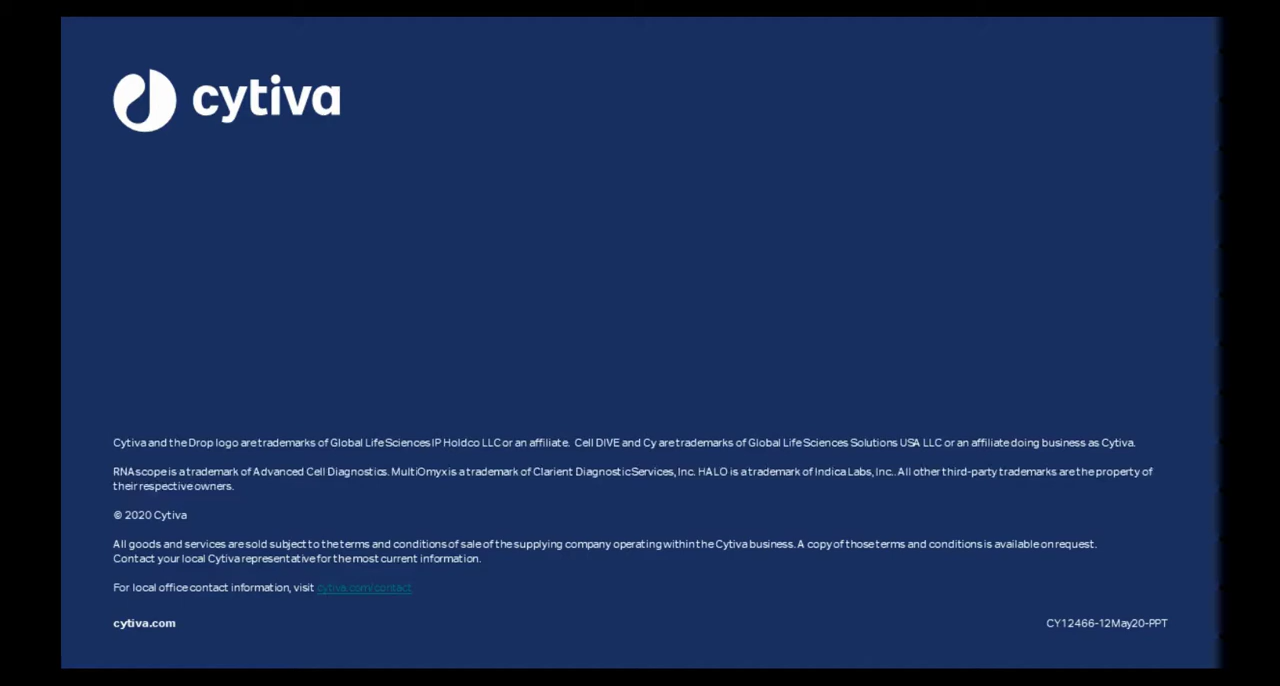 cytiva
Cytiva and the Drop logo are trademarks of Global Life Sciences IP Holdco LLC or an affiliate. Cell DIVE and Cy are trademarks of Global Life Sciences Solutions USA LLC or an affiliate doing business as Cytiva.
RNAscope is a trademark of Advanced Cell Diagnostics. MultiOmyx is a trademark of Clarient Diagnostic Services, Inc. HALO is a trademark of Indica Labs, Inc.. All other third-party trademarks are the property of
their respective owners.
© 2020 Cytiva
All goods and services are sold subject to the terms and conditions of sale of the supplying company operating within the Cytiva business. A copy of those terms and conditions is available on request.
Contact your local Cytiva representative for the most current information.
For local office contact information, visit cytiva.com/contact
cytiva.com
CY12466-12May20-PPT